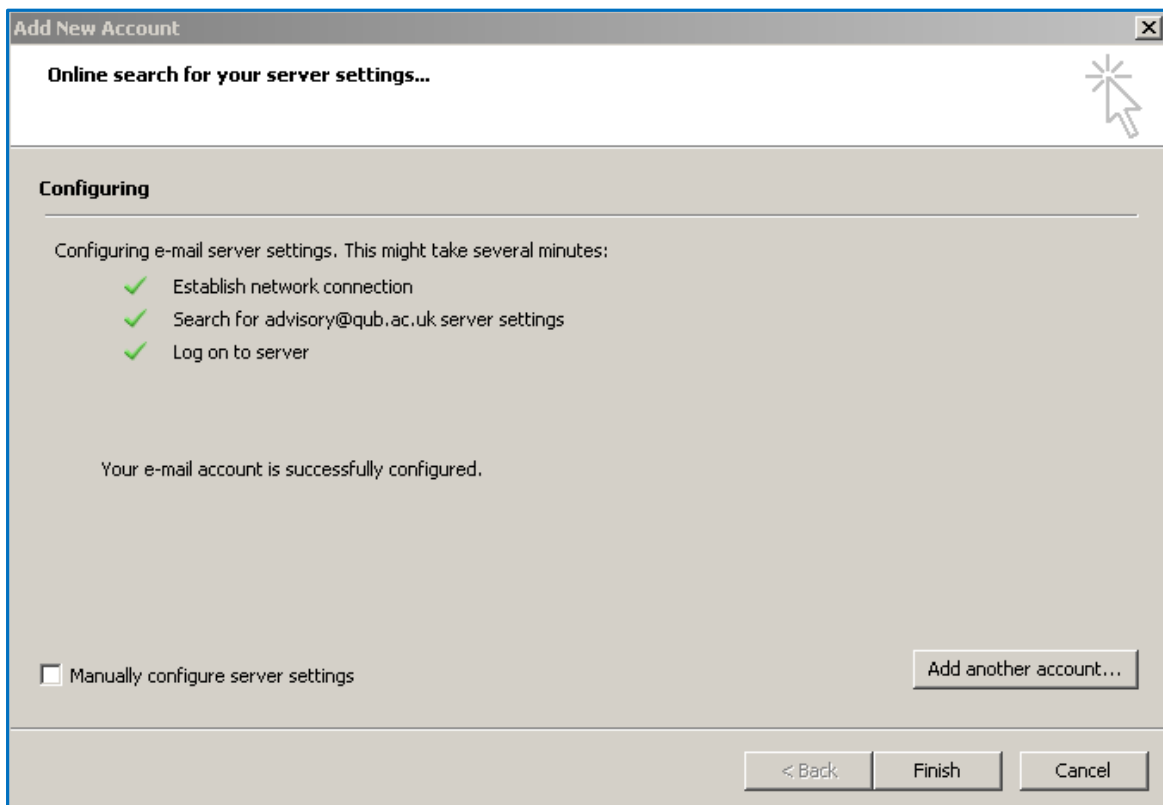 Add New Account
Online search for your server settings...
Configuring
Configuring e-mail server settings. This might take several minutes:
Establish network connection
Search for advisory@qub.ac.uk server settings
Log on to server
Your e-mail account is successfully configured.
Manually configure server settings
Add another account...
< Back
Finish
Cancel